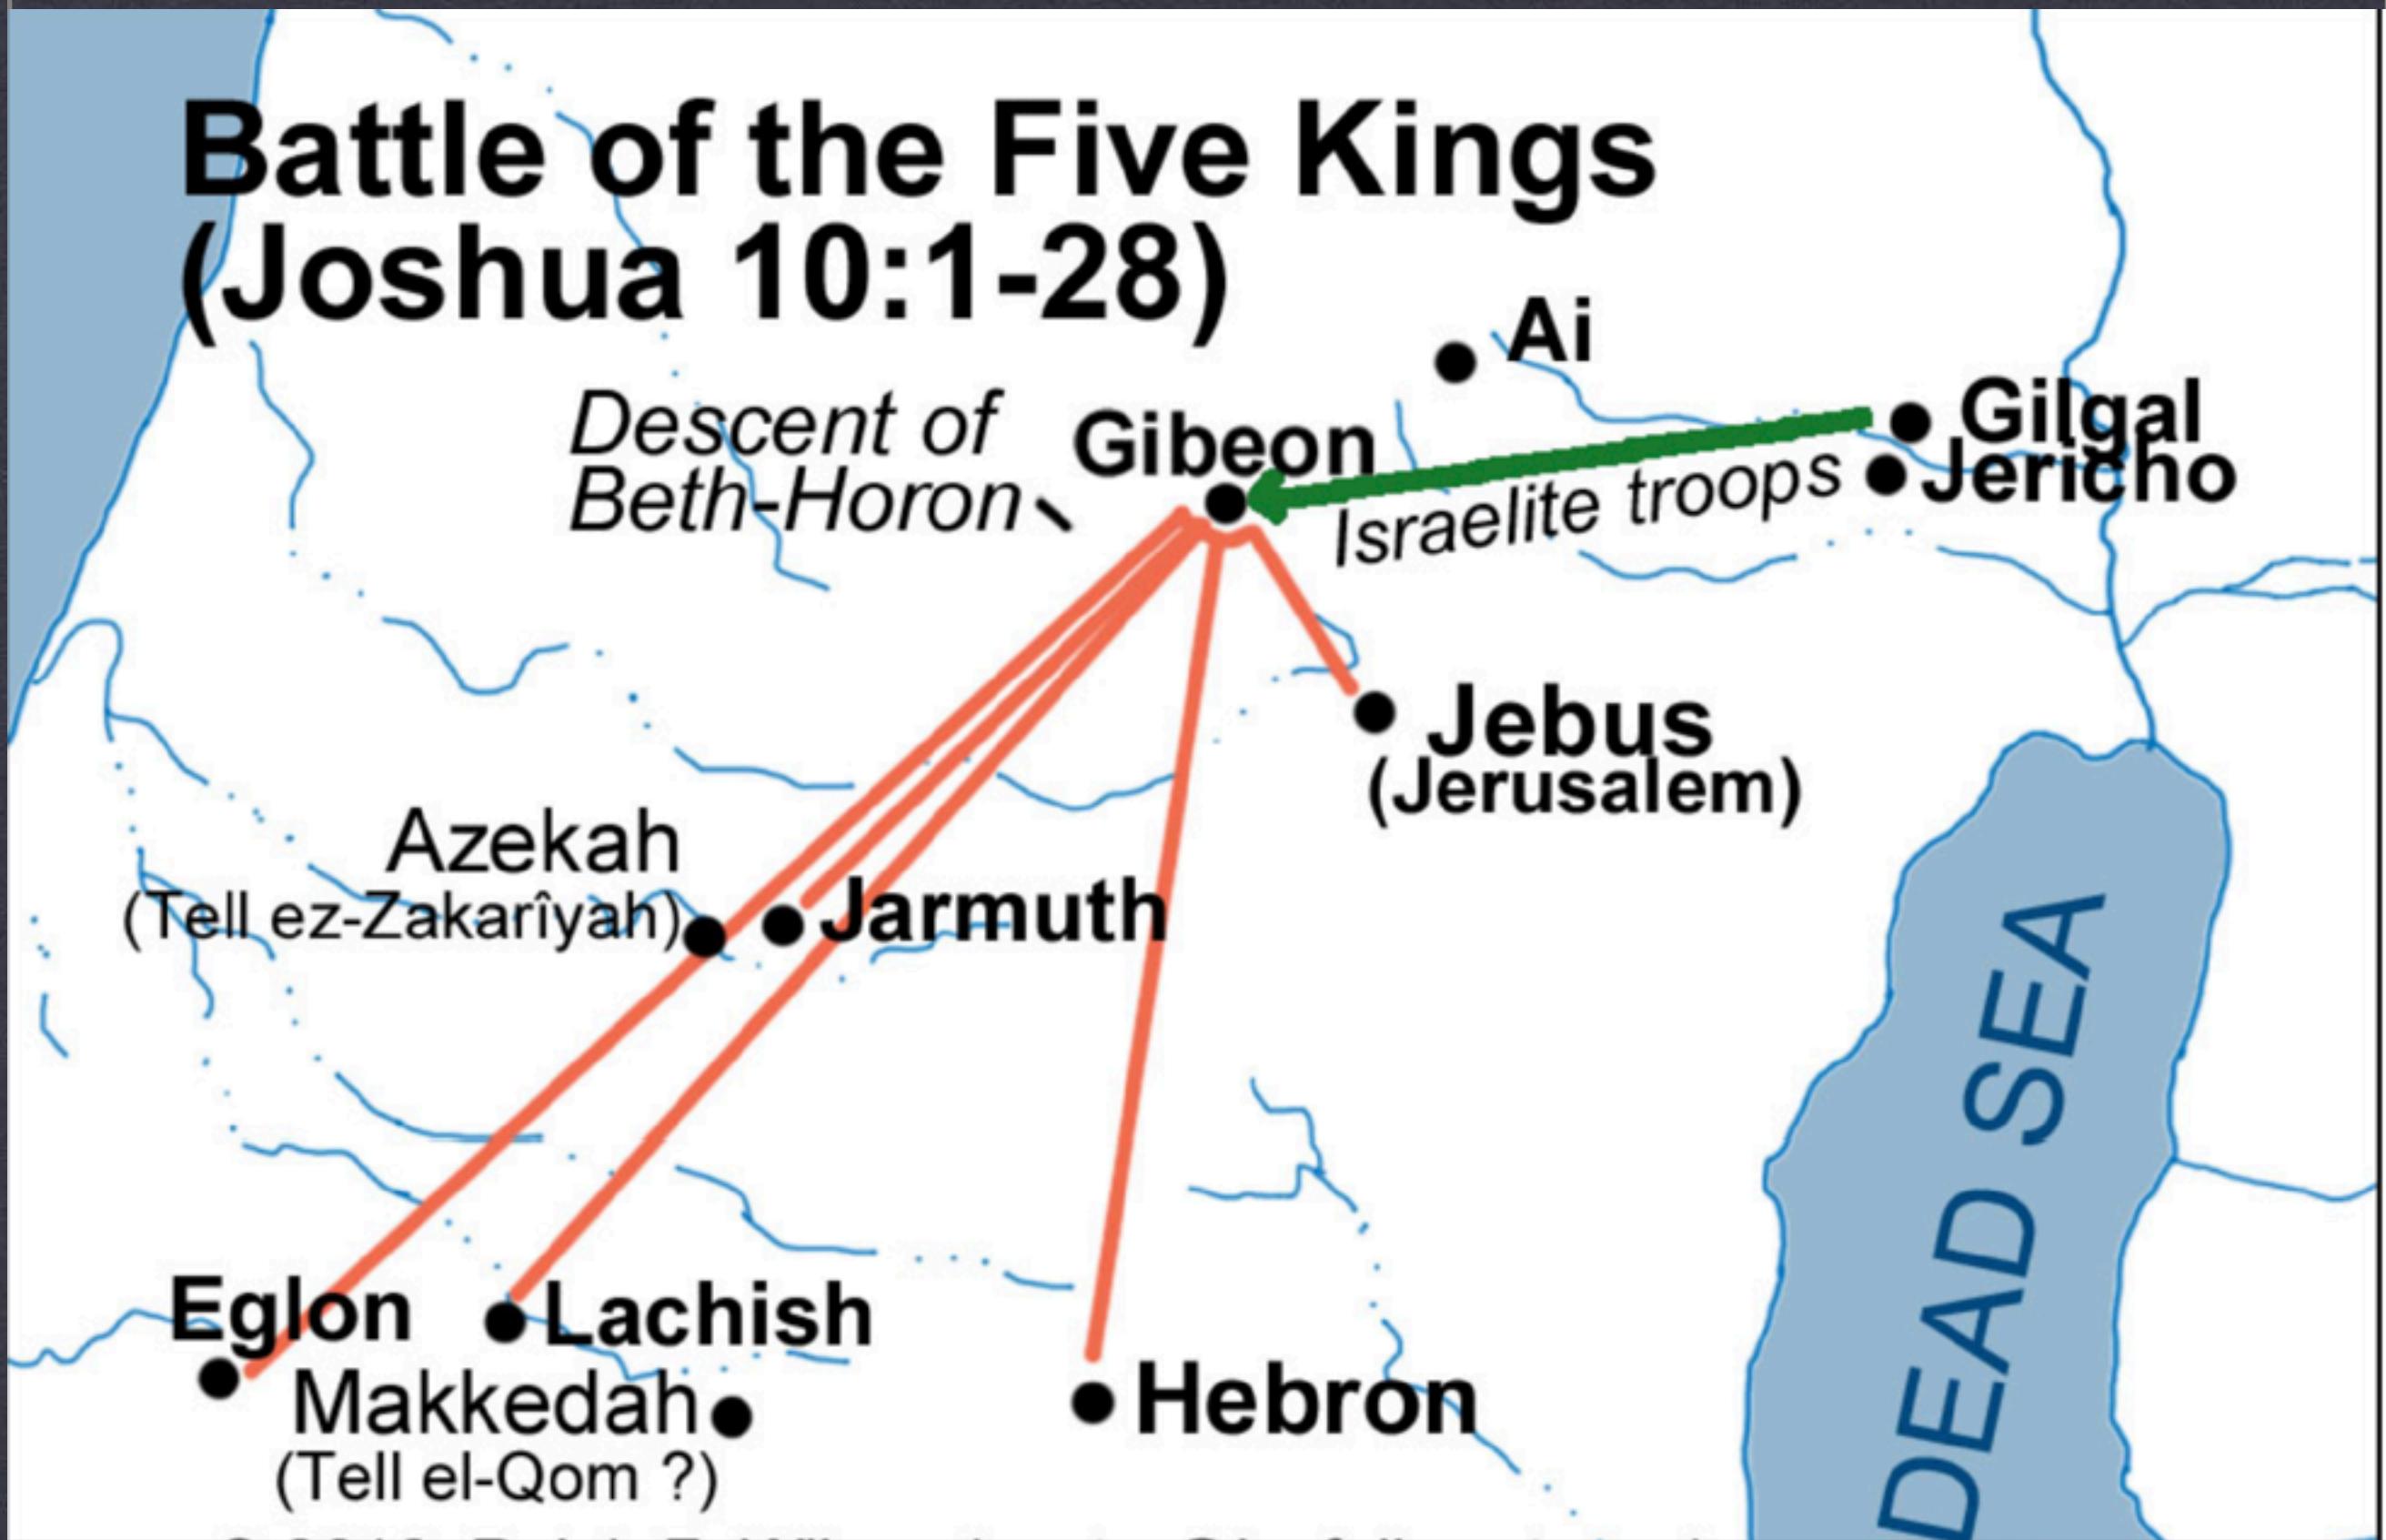 Battle of the Five Kings
(Joshua 10:1-28)
Ai
Descent of
Beth-Horon
Gibeon
Gilgal
Jericho
Israelite troops
Jebus
(Jerusalem)
Azekah
(Tell ez-Zakarîyah)
Jarmuth
DEAD SEA
Eglon
Lachish
Makkedah
(Tell el-Qom ?)
Hebron